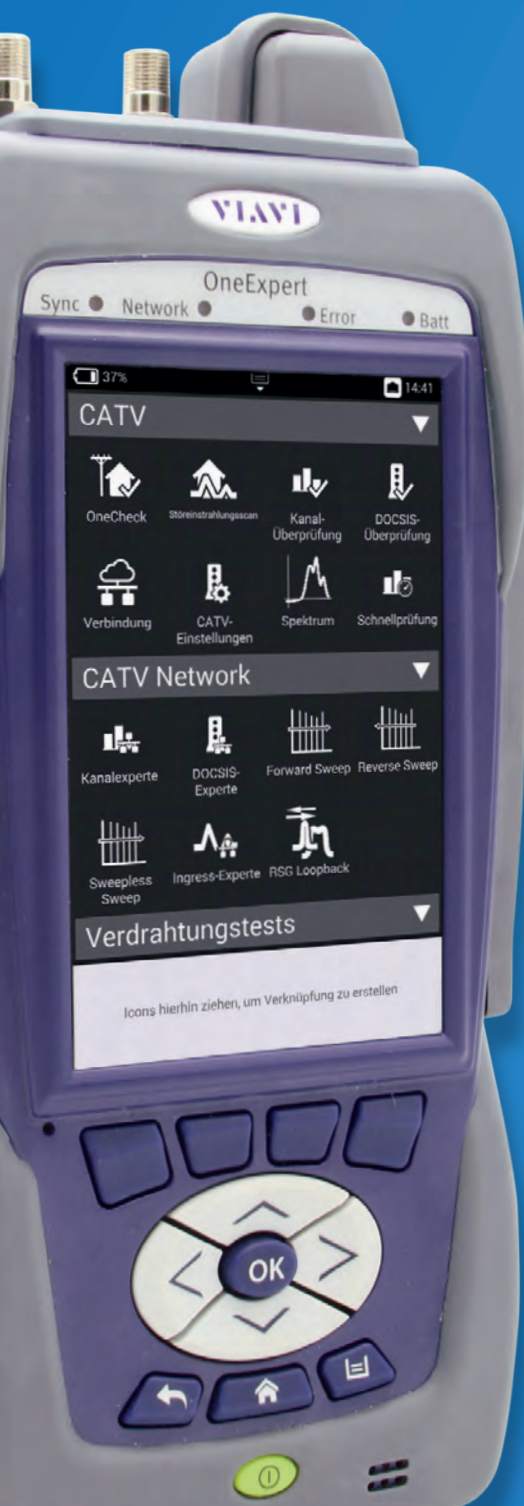 VIAVI
OneExpert
Sync Network Error Batt
37% 14:41
CATV
OneCheck Störeinstrahlungsscan Kanal-
Überprüfung DOCSIS-
Überprüfung
Verbindung CATV-
Einstellungen Spektrum Schnellprüfung
CATV Network
Kanalexperte DOCSIS-
Experte Forward Sweep Reverse Sweep
Sweepless
Sweep Ingress-Experte RSG Loopback
Verdrahtungstests
Icons hierhin ziehen, um Verknüpfung zu erstellen
OK